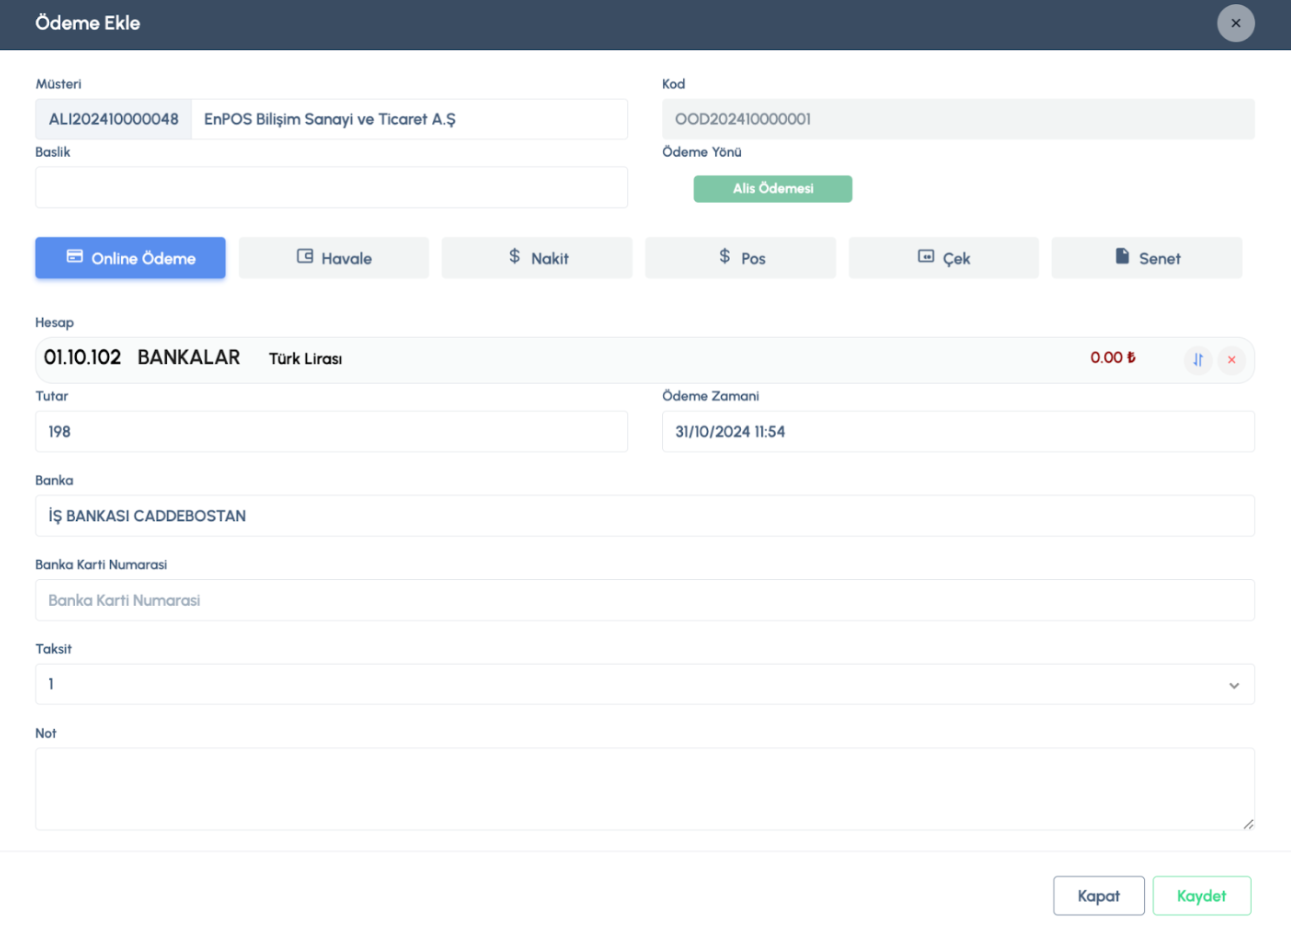 Ödeme Ekle
Müsteri
Kod
ALI202410000048 EnPOS Bilişim Sanayi ve Ticaret A.Ş
OOD202410000001
Baslik
Ödeme Yönü
Alis Ödemesi
Online Ödeme
Havale
Nakit
Pos
Çek
Senet
Hesap
01.10.102 BANKALAR Türk Lirası 0.00 ₺
Tutar
Ödeme Zamani
198
31/10/2024 11:54
Banka
İŞ BANKASI CADDEBOSTAN
Banka Karti Numarasi
Banka Karti Numarasi
Taksit
1
Not
Kapat
Kaydet